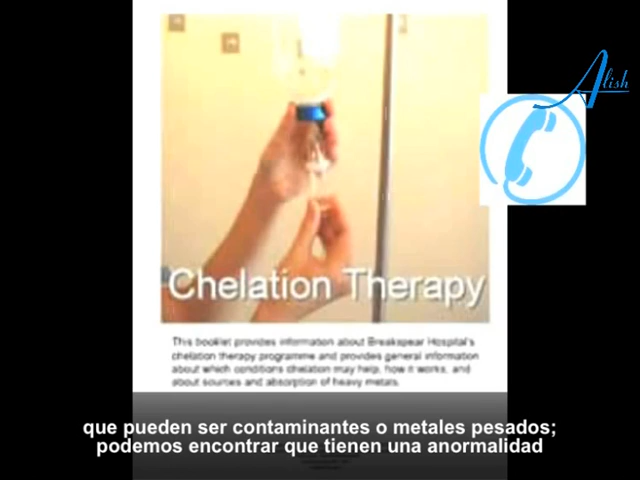 Alish
Chelation Therapy
This booklet provides information about Breakspear Hospital's
chelation therapy programme and provides general information
about which conditions chelation may help, how it works, and
about sources and absorption of heavy metals.
que pueden ser contaminantes o metales pesados;
podemos encontrar que tienen una anormalidad